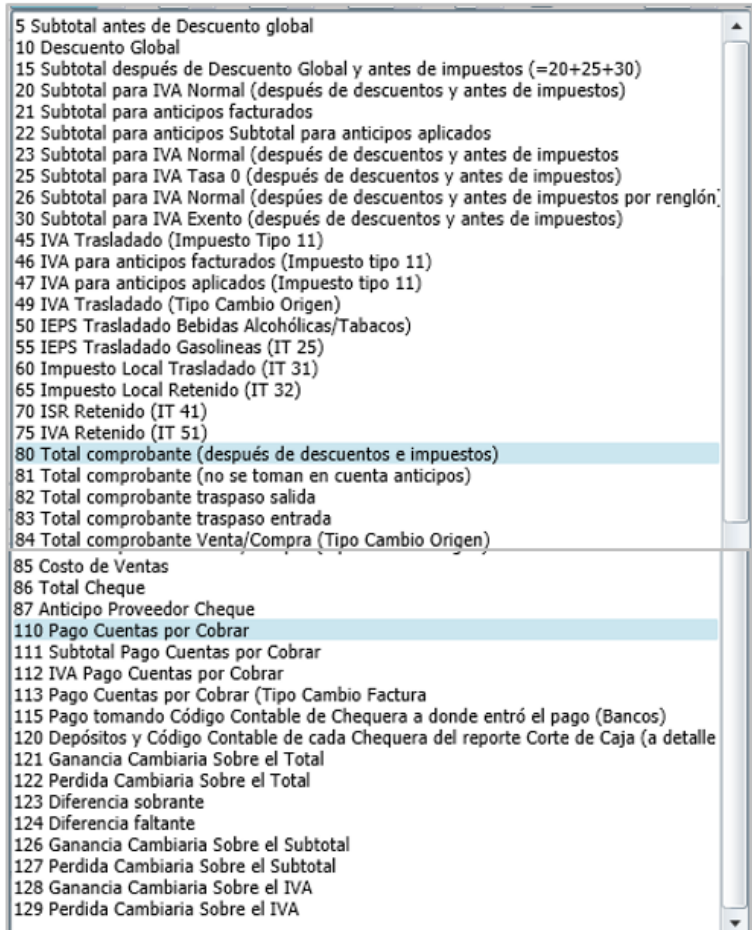 5 Subtotal antes de Descuento global
10 Descuento Global
15 Subtotal después de Descuento Global y antes de impuestos (=20+25+30)
20 Subtotal para IVA Normal (después de descuentos y antes de impuestos)
21 Subtotal para anticipos facturados
22 Subtotal para anticipos Subtotal para anticipos aplicados
23 Subtotal para IVA Normal (después de descuentos y antes de impuestos
25 Subtotal para IVA Tasa 0 (después de descuentos y antes de impuestos)
26 Subtotal para IVA Normal (despúes de descuentos y antes de impuestos por renglón)
30 Subtotal para IVA Exento (después de descuentos y antes de impuestos)
45 IVA Trasladado (Impuesto Tipo 11)
46 IVA para anticipos facturados (Impuesto tipo 11)
47 IVA para anticipos aplicados (Impuesto tipo 11)
49 IVA Trasladado (Tipo Cambio Origen)
50 IEPS Trasladado Bebidas Alcohólicas/Tabacos)
55 IEPS Trasladado Gasolineas (IT 25)
60 Impuesto Local Trasladado (IT 31)
65 Impuesto Local Retenido (IT 32)
70 ISR Retenido (IT 41)
75 IVA Retenido (IT 51)
80 Total comprobante (después de descuentos e impuestos)
81 Total comprobante (no se toman en cuenta anticipos)
82 Total comprobante traspaso salida
83 Total comprobante traspaso entrada
84 Total comprobante Venta/Compra (Tipo Cambio Origen)
85 Costo de Ventas
86 Total Cheque
87 Anticipo Proveedor Cheque
110 Pago Cuentas por Cobrar
111 Subtotal Pago Cuentas por Cobrar
112 IVA Pago Cuentas por Cobrar
113 Pago Cuentas por Cobrar (Tipo Cambio Factura
115 Pago tomando Código Contable de Chequera a donde entró el pago (Bancos)
120 Depósitos y Código Contable de cada Chequera del reporte Corte de Caja (a detalle
121 Ganancia Cambiaria Sobre el Total
122 Perdida Cambiaria Sobre el Total
123 Diferencia sobrante
124 Diferencia faltante
126 Ganancia Cambiaria Sobre el Subtotal
127 Perdida Cambiaria Sobre el Subtotal
128 Ganancia Cambiaria Sobre el IVA
129 Perdida Cambiaria Sobre el IVA